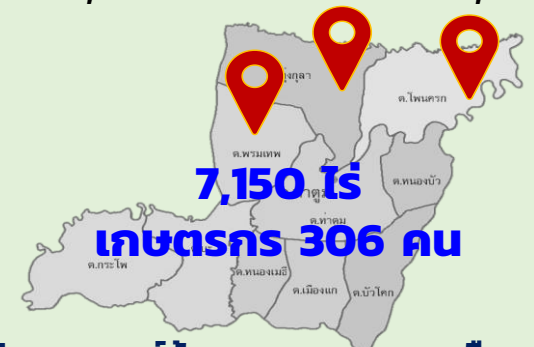 ต.โพนครก
ต.พรมเทพ
ต.หนองบัว
7,150 ไร่
ต.ท่าตูม
เกษตรกร 306 คน
ต.กระโพ
ต.หนองเมธี
ต.เมืองแก
ต.บัวโคก